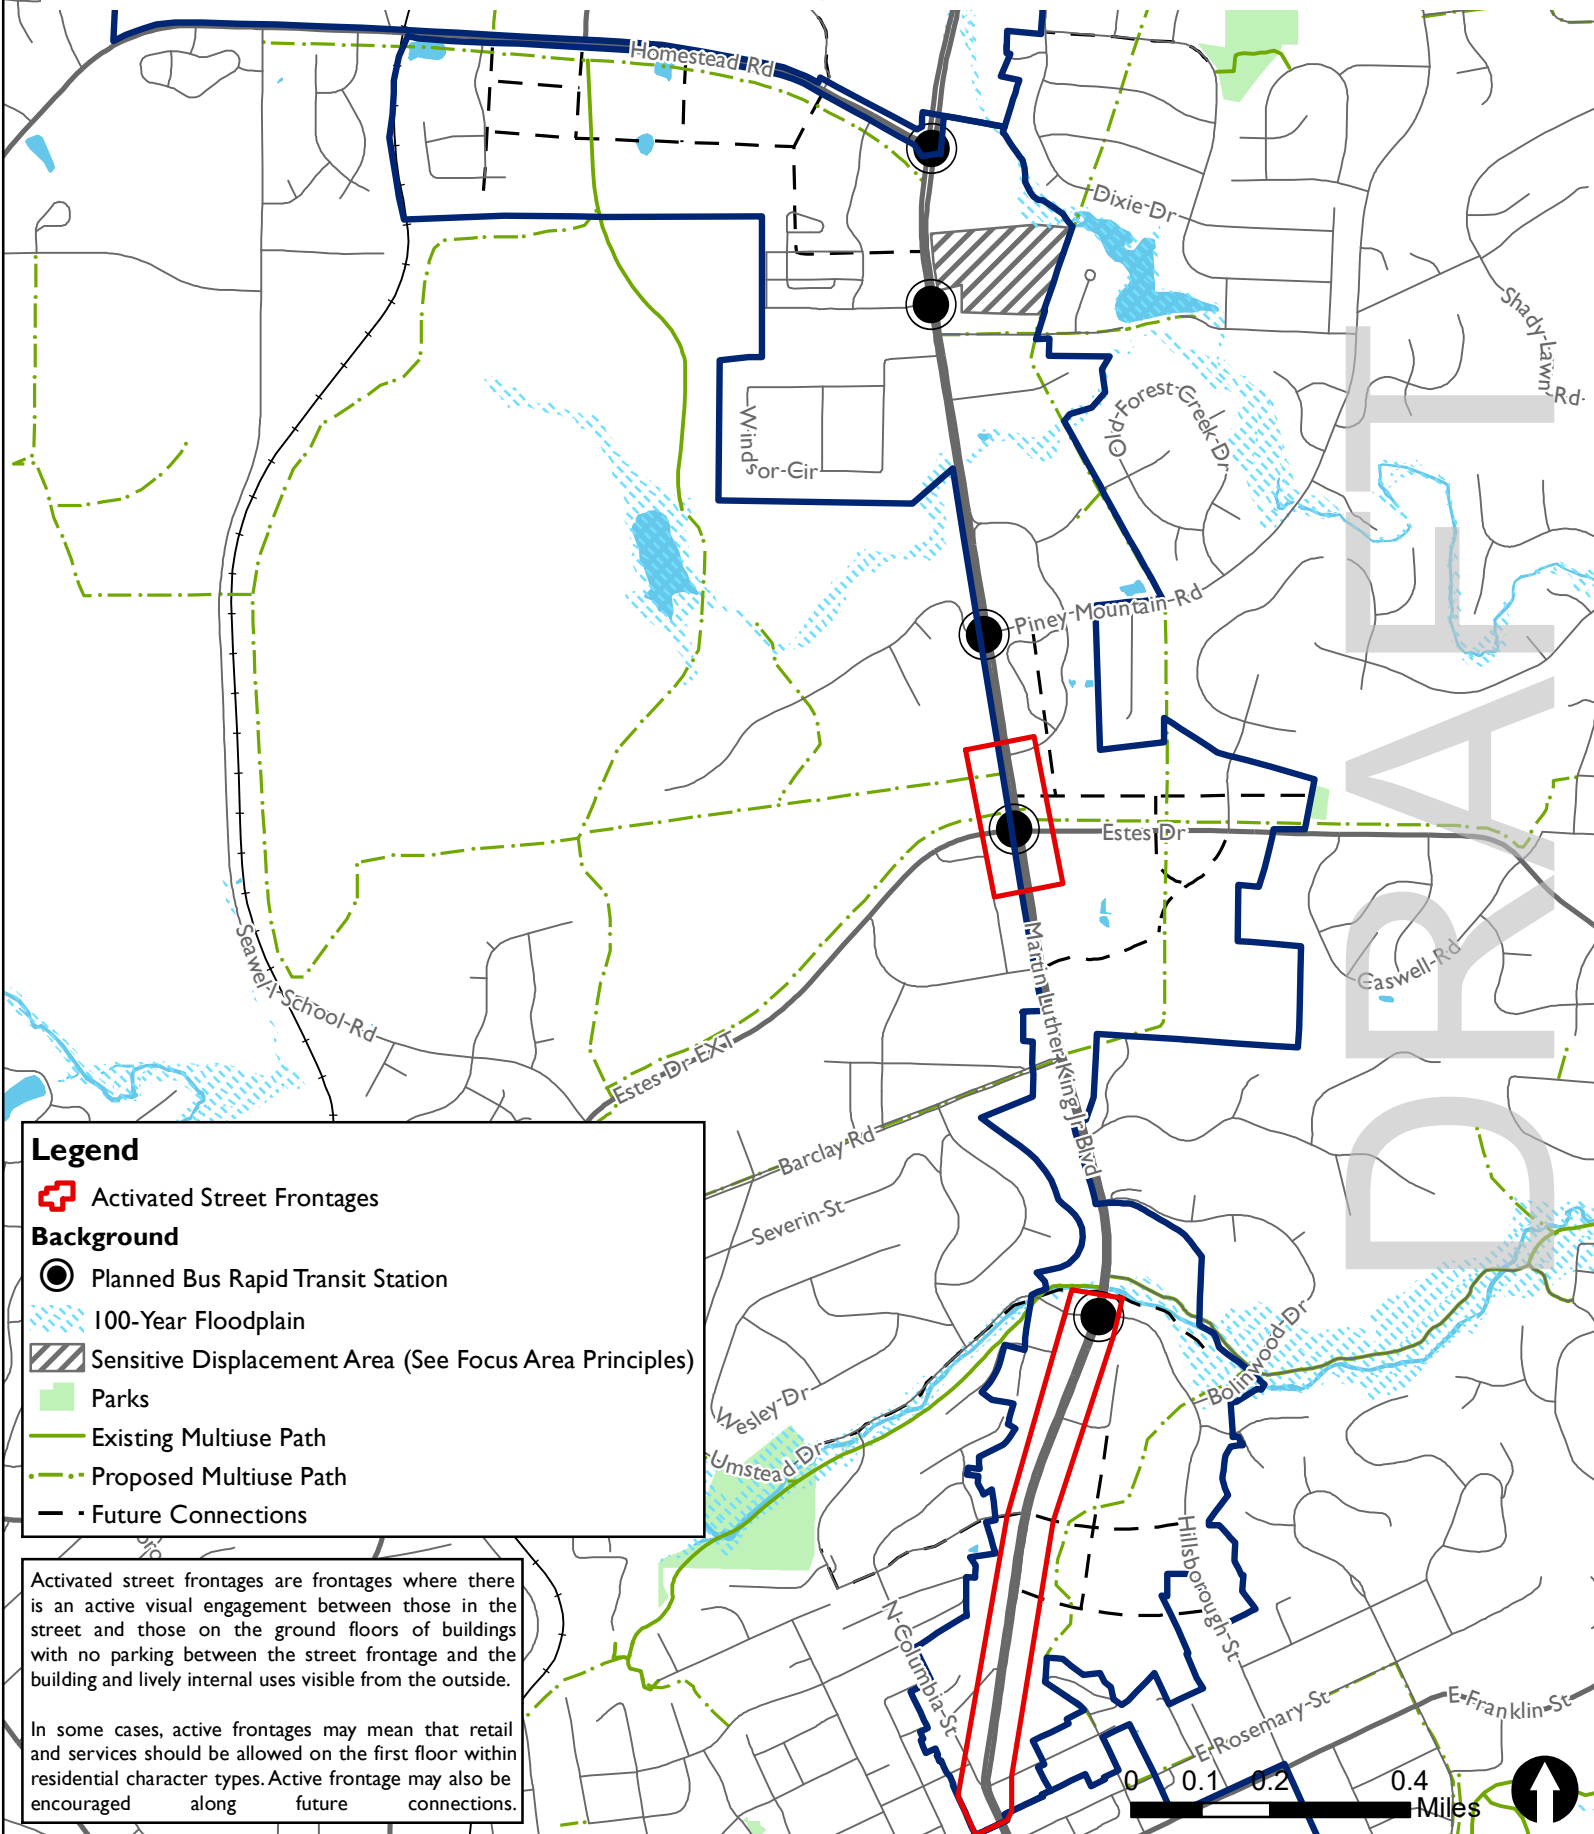 Homestead Rd
Dixie Dr
Shady Lawn Rd
Old Forest Creek Dr
Windsor Cir
Piney Mountain Rd
Estes Dr
Caswell Rd
Martin Luther King Jr Blvd
Seawell School Rd
Estes Dr EXT
Barclay Rd
Severin St
Wesley Dr
Umstead Dr
Bolinwood Dr
Hillsborough St
N Columbia St
E Rosemary St
E Franklin St
DRAFT
Legend
Activated Street Frontages
Background
Planned Bus Rapid Transit Station
100-Year Floodplain
Sensitive Displacement Area (See Focus Area Principles)
Parks
Existing Multiuse Path
Proposed Multiuse Path
Future Connections
Activated street frontages are frontages where there
is an active visual engagement between those in the
street and those on the ground floors of buildings
with no parking between the street frontage and the
building and lively internal uses visible from the outside.
In some cases, active frontages may mean that retail
and services should be allowed on the first floor within
residential character types. Active frontage may also be
encouraged along future connections.
0 0.1 0.2 0.4
Miles